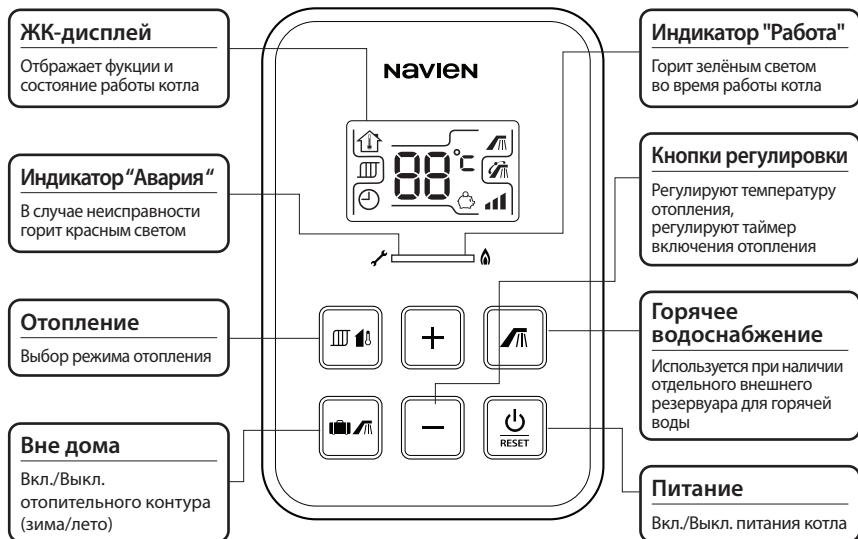 ЖК-дисплей
Отбражает фукции и
состояние работы котла
Индикатор “Авария“
В случае неисправности
горит красным светом
Отопление
Выбор режима отопления
Вне дома
Вкл./Выкл.
отопительного контура
(зима/лето)
NAVIEN
88°c
+
−
RESET
Индикатор "Работа"
Горит зелёным светом
во время работы котла
Кнопки регулировки
Регулируют температуру
отопления,
регулируют таймер
включения отопления
Горячее
водоснабжение
Используется при наличии
отдельного внешнего
резервуара для горячей
воды
Питание
Вкл./Выкл. питания котла